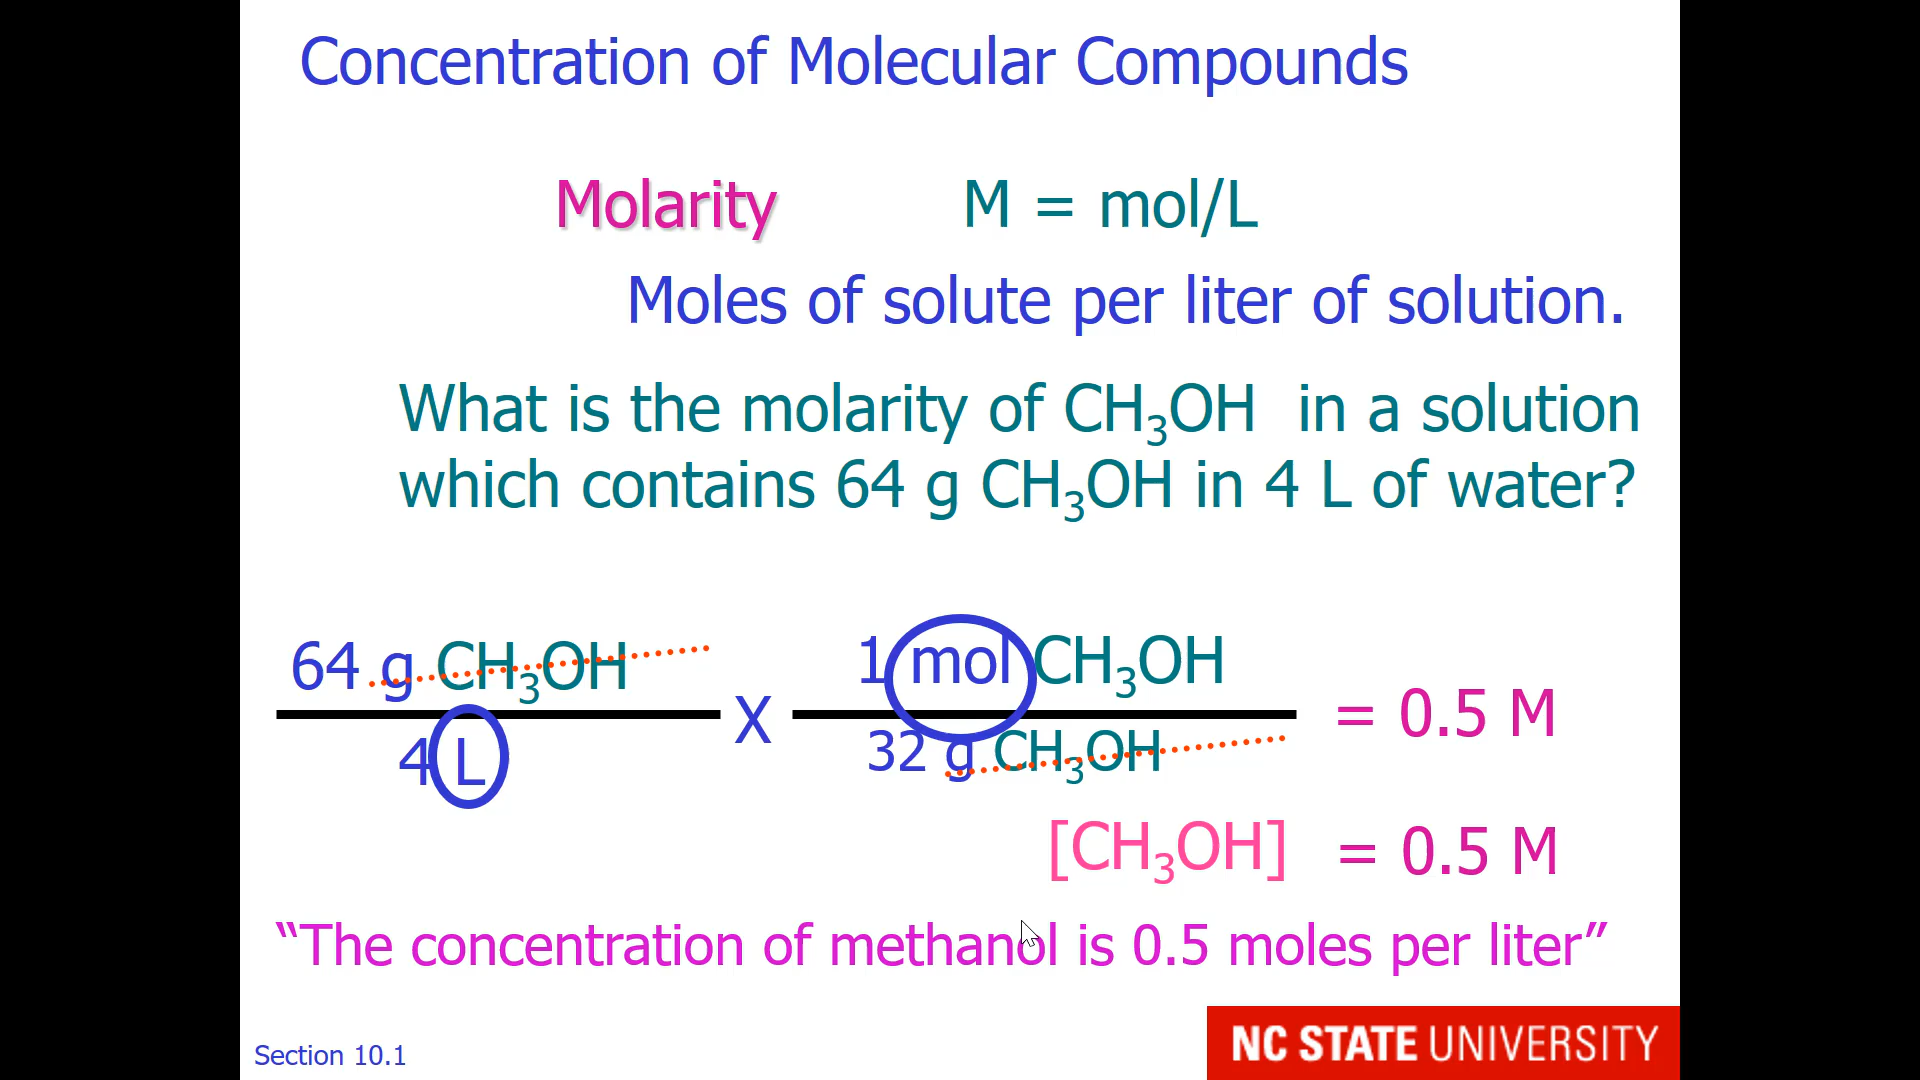 Concentration of Molecular Compounds
Molarity M = mol/L
Moles of solute per liter of solution.
What is the molarity of CH₃OH in a solution
which contains 64 g CH₃OH in 4 L of water?
64 g CH₃OH
4 L
X
1 mol CH₃OH
32 g CH₃OH
= 0.5 M
[CH₃OH] = 0.5 M
“The concentration of methanol is 0.5 moles per liter”
Section 10.1
NC STATE UNIVERSITY